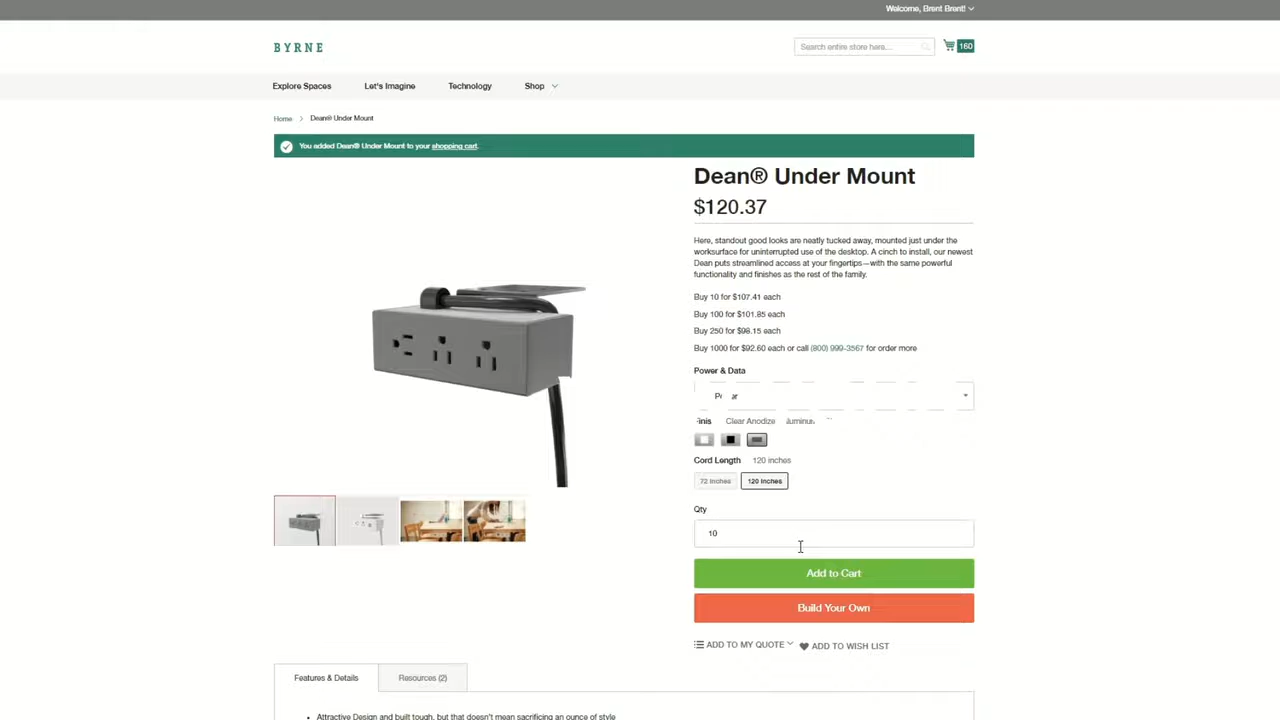 Welcome, Brent Brent!
BYRNE
Search entire store here...
160
Explore Spaces
Let's Imagine
Technology
Shop
Home
Dean® Under Mount
You added Dean® Under Mount to your shopping cart.
Dean® Under Mount
$120.37
Here, standout good looks are neatly tucked away, mounted just under the
worksurface for uninterrupted use of the desktop. A cinch to install, our newest
Dean puts streamlined access at your fingertips—with the same powerful
functionality and finishes as the rest of the family.
Buy 10 for $107.41 each
Buy 100 for $101.85 each
Buy 250 for $98.15 each
Buy 1000 for $92.60 each or call (800) 999-3567 for order more
Power & Data
Clear Anodize
Cord Length 120 inches
72 inches
120 inches
Qty
10
Add to Cart
Build Your Own
ADD TO MY QUOTE
ADD TO WISH LIST
Features & Details
Resources (2)
• Attractive Design and built tough, but that doesn't mean sacrificing an ounce of style